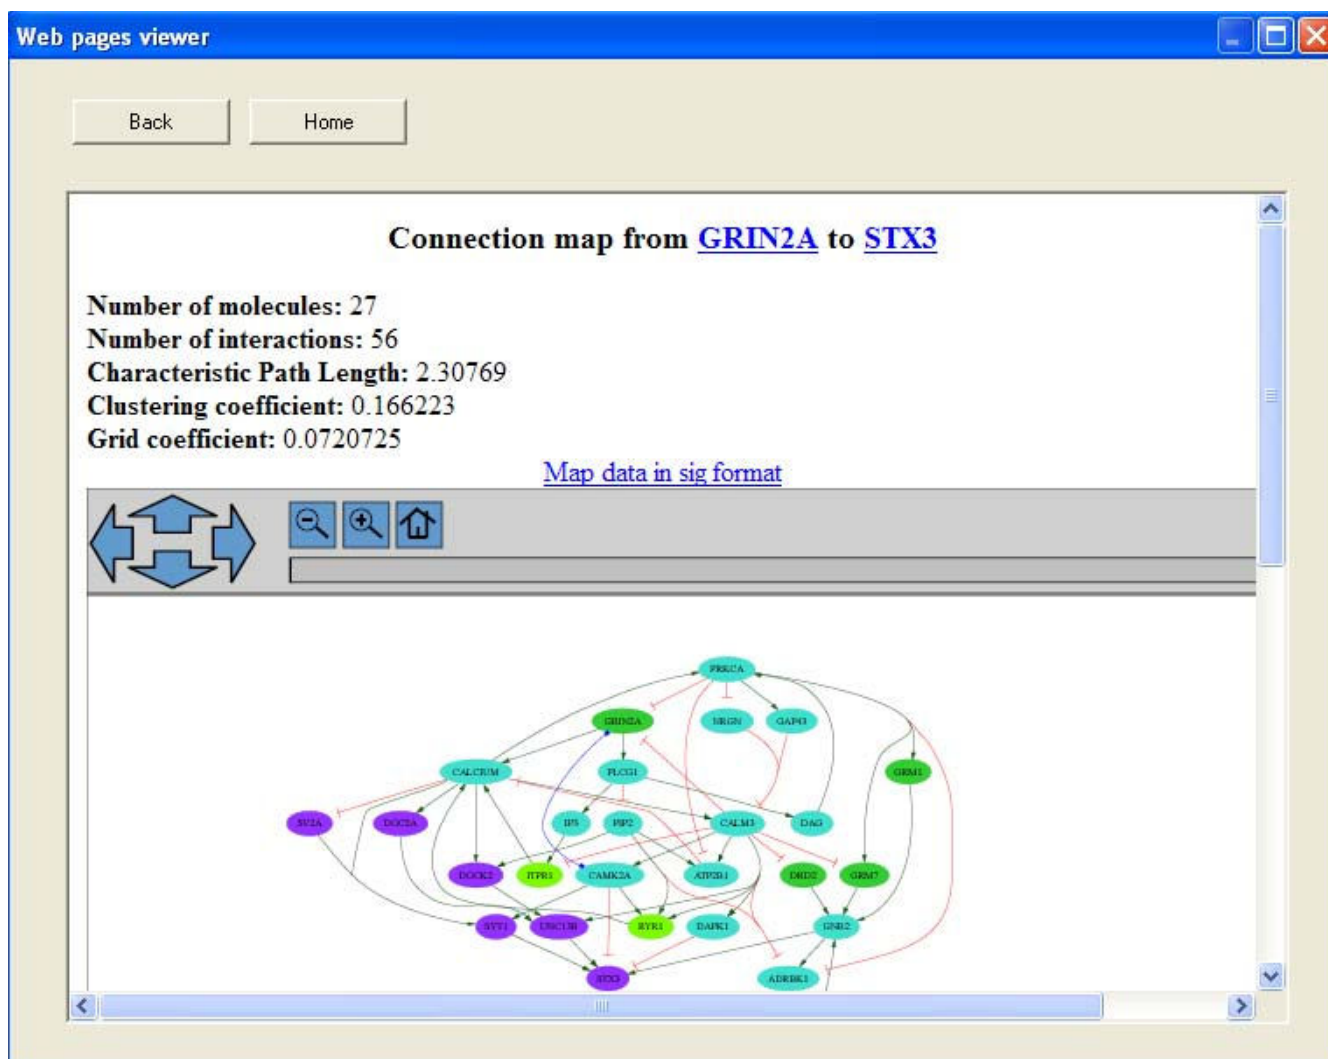 Web pages viewer
Back Home
Connection map from GRIN2A to STX3
Number of molecules: 27
Number of interactions: 56
Characteristic Path Length: 2.30769
Clustering coefficient: 0.166223
Grid coefficient: 0.0720725
Map data in sig format
PRKCA
GRIN2A NRGN GAP43
CALCIUM PLCG1 GRM1
SV2A DOC2A IP3 PIP2 CALM3 DAG
DOCK2 ITPR1 CAMK2A ATP2B1 DRD2 GRM7
SYT1 UNC13B RYR1 DAPK1 GNB2
STX3 ADRBK1